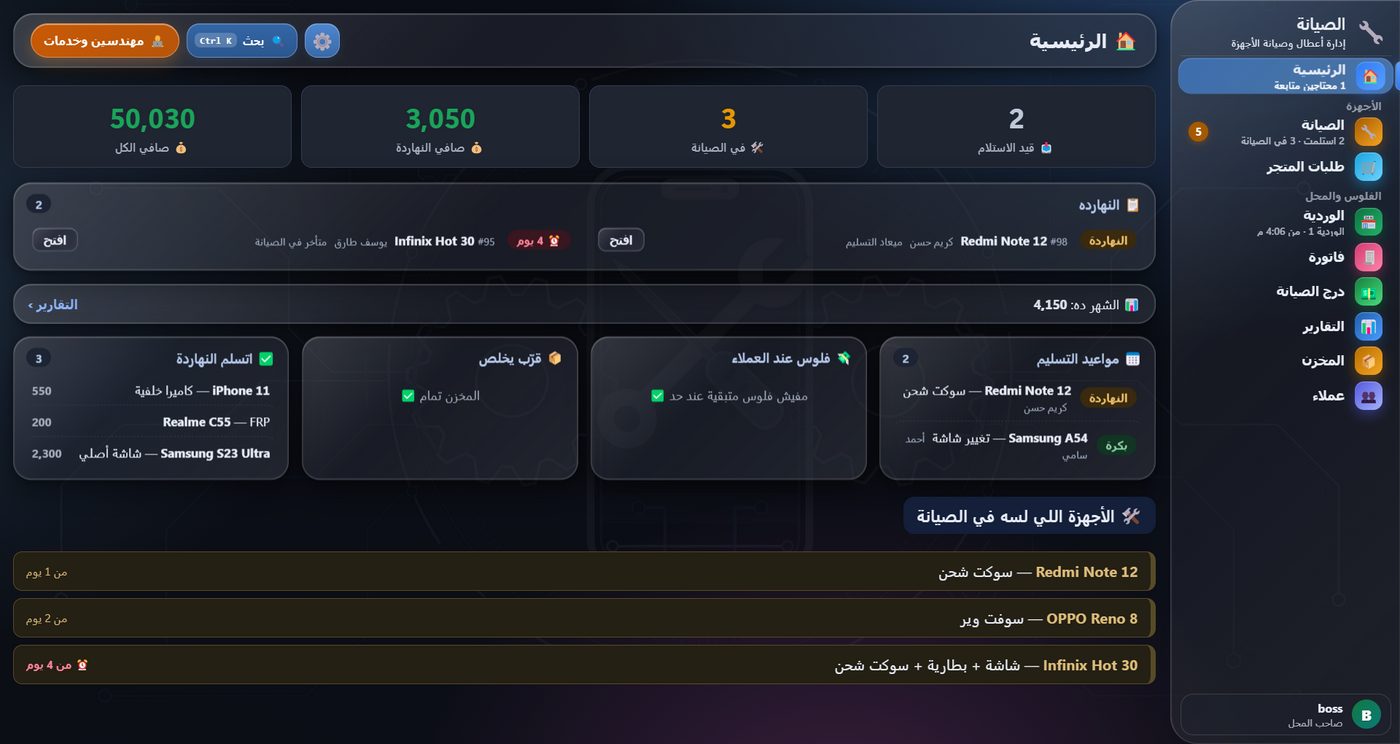 الصيانة
إدارة أعطال وصيانة الأجهزة
الرئيسية
1 محتاجين متابعة
الأجهزة
الصيانة
2 استلمت · 3 في الصيانة
5
طلبات المتجر
الفلوس والمحل
الوردية
الوردية 1 · من 4:06 م
فاتورة
درج الصيانة
التقارير
المخزن
عملاء
B
boss
صاحب المحل
🏠 الرئيسية
بحث Ctrl K
مهندسين وخدمات
2
📥 قيد الاستلام
3
🛠️ في الصيانة
3,050
💰 صافي النهاردة
50,030
💰 صافي الكل
📋 النهارده
2
النهاردة #98 Redmi Note 12 كريم حسن ميعاد التسليم افتح
⏰ 4 يوم #95 Infinix Hot 30 يوسف طارق متأخر في الصيانة افتح
📊 الشهر ده: 4,150
التقارير ›
🗓️ مواعيد التسليم
2
النهاردة Redmi Note 12 — سوكت شحن
كريم حسن
بكرة Samsung A54 — تغيير شاشة أحمد
سامي
💸 فلوس عند العملاء
مفيش فلوس متبقية عند حد ✅
📦 قرّب يخلص
المخزن تمام ✅
✅ اتسلم النهاردة
3
iPhone 11 — كاميرا خلفية 550
Realme C55 — FRP 200
Samsung S23 Ultra — شاشة أصلي 2,300
🛠️ الأجهزة اللي لسه في الصيانة
Redmi Note 12 — سوكت شحن
من 1 يوم
OPPO Reno 8 — سوفت وير
من 2 يوم
Infinix Hot 30 — شاشة + بطارية + سوكت شحن
⏰ من 4 يوم